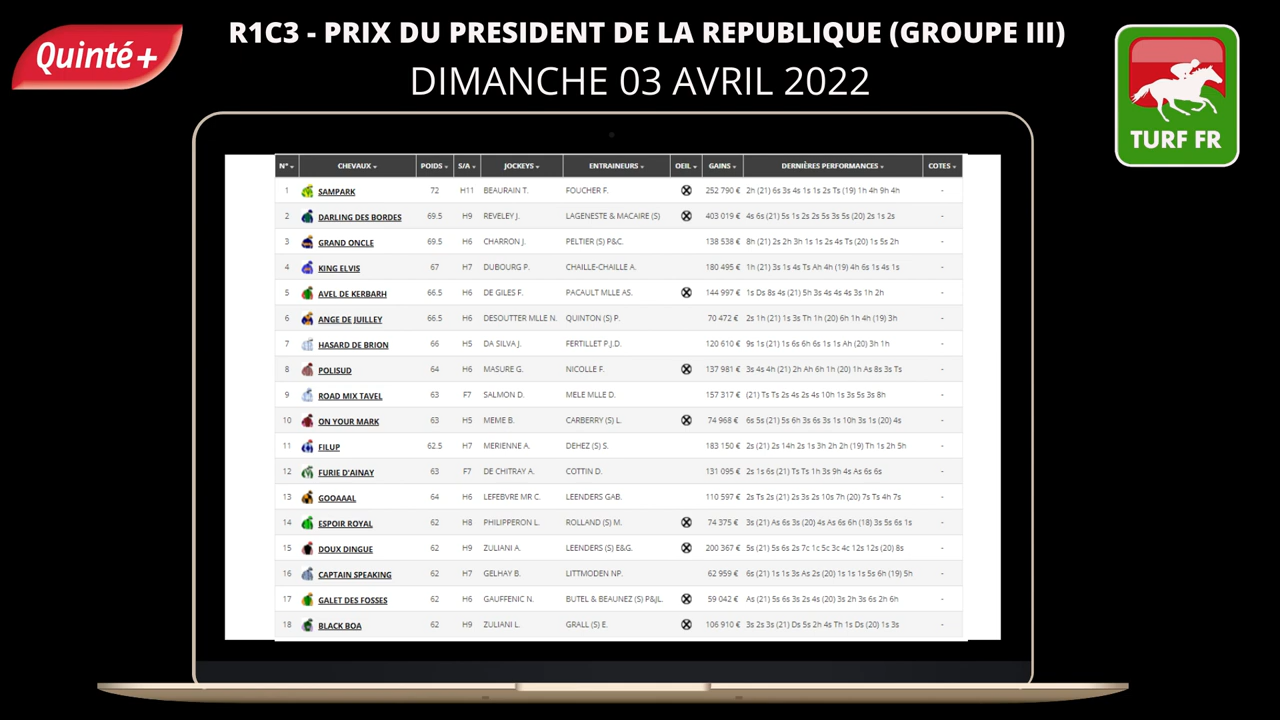 R1C3 - PRIX DU PRESIDENT DE LA REPUBLIQUE (GROUPE III)
Quinté+
DIMANCHE 03 AVRIL 2022
TURF FR
N° CHEVAUX POIDS S/A JOCKEYS ENTRAINEURS OEIL GAINS DERNIÈRES PERFORMANCES COTES
1 SAMPARK 72 H11 BEAURAIN T. FOUCHER F. 252 790 € 2h (21) 6s 3s 4s 1s 1s 2s Ts (19) 1h 4h 9h 4h -
2 DARLING DES BORDES 69.5 H9 REVELEY J. LAGENESTE & MACAIRE (S) 403 019 € 4s 6s (21) 5s 1s 2s 2s 5s 3s 5s (20) 2s 1s 2s -
3 GRAND ONCLE 69.5 H6 CHARRON J. PELTIER (S) P&C. 138 538 € 8h (21) 2s 2h 3h 1s 1s 2s 4s Ts (20) 1s 5s 2h -
4 KING ELVIS 67 H7 DUBOURG P. CHAILLE-CHAILLE A. 180 495 € 1h (21) 3s 1s 4s Ts Ah 4h (19) 4h 6s 1s 4s 1s -
5 AVEL DE KERBARH 66.5 H6 DE GILES F. PACAULT MLLE AS. 144 997 € 1s Ds 8s 4s (21) 5h 3s 4s 4s 4s 3s 1h 2h -
6 ANGE DE JUILLEY 66.5 H6 DESOUTTER MLLE N. QUINTON (S) P. 70 472 € 2s 1h (21) 1s 3s Th 1h (20) 6h 1h 4h (19) 3h -
7 HASARD DE BRION 66 H5 DA SILVA J. FERTILLET P.J.D. 120 610 € 9s 1s (21) 1s 6s 6h 6s 1s 1s Ah (20) 3h 1h -
8 POLISUD 64 H6 MASURE G. NICOLLE F. 137 981 € 3s 4s 4h (21) 2h Ah 6h 1h (20) 1h As 8s 3s Ts -
9 ROAD MIX TAVEL 63 F7 SALMON D. MELE MLLE D. 157 317 € (21) Ts Ts 2s 4s 2s 4s 10h 1s 3s 5s 3s 8h -
10 ON YOUR MARK 63 H5 MEME B. CARBERRY (S) L. 74 968 € 6s 5s (21) 5s 6h 3s 6s 3s 1s 10h 3s 1s (20) 4s -
11 FILUP 62.5 H7 MERIENNE A. DEHEZ (S) S. 183 150 € 2s (21) 2s 14h 2s 1s 3h 2h 2h (19) Th 1s 2h 5h -
12 FURIE D'AINAY 63 F7 DE CHITRAY A. COTTIN D. 131 095 € 2s 1s 6s (21) Ts Ts 1h 3s 9h 4s As 6s 6s -
13 GOOAAAL 64 H6 LEFEBVRE MR C. LEENDERS GAB. 110 597 € 2s Ts 2s (21) 2s 3s 2s 10s 7h (20) 7s Ts 4h 7s -
14 ESPOIR ROYAL 62 H8 PHILIPPERON L. ROLLAND (S) M. 74 375 € 3s (21) As 6s 3s (20) 4s As 6s 6h (18) 3s 5s 6s 1s -
15 DOUX DINGUE 62 H9 ZULIANI A. LEENDERS (S) E&G. 200 367 € 5s (21) 5s 6s 2s 7c 1c 5c 3c 4c 12s 12s (20) 8s -
16 CAPTAIN SPEAKING 62 H7 GELHAY B. LITTMODEN NP. 62 959 € 6s (21) 1s 1s 3s As 2s (20) 1s 1s 1s 5s 6h (19) 5h -
17 GALET DES FOSSES 62 H6 GAUFFENIC N. BUTEL & BEAUNEZ (S) P&JL. 59 042 € As (21) 5s 6s 3s 2s 4s (20) 3s 2h 3s 6s 2h 6h -
18 BLACK BOA 62 H9 ZULIANI L. GRALL (S) E. 106 910 € 3s 2s 3s (21) Ds 5s 2h 4s Th 1s Ds (20) 1s 3s -